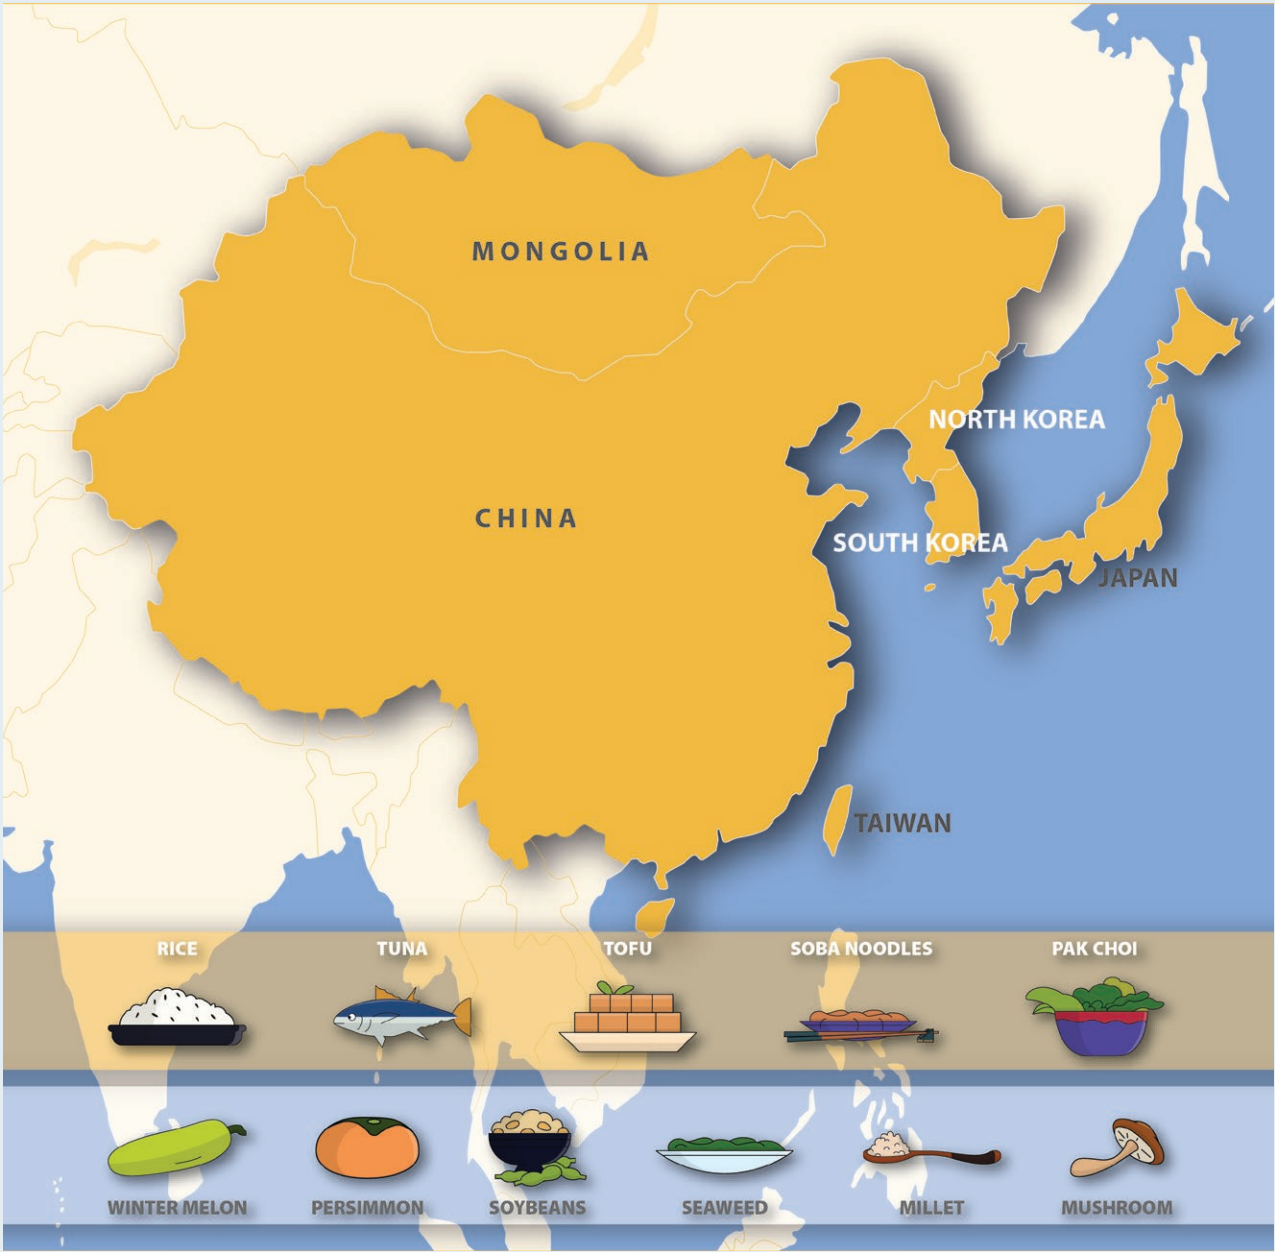 MONGOLIA
NORTH KOREA
CHINA
SOUTH KOREA
JAPAN
TAIWAN
RICE
TUNA
TOFU
SOBA NOODLES
PAK CHOI
WINTER MELON
PERSIMMON
SOYBEANS
SEAWEED
MILLET
MUSHROOM